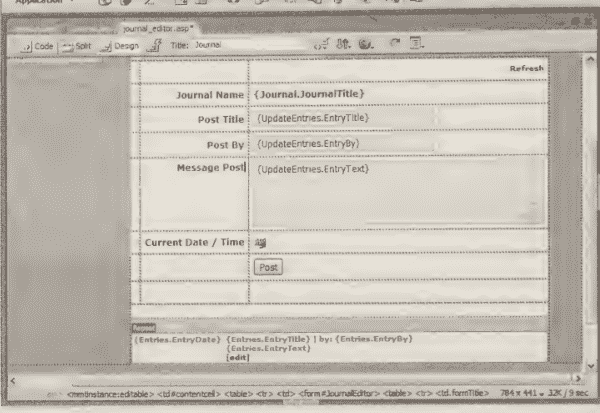 Application
journal_editor.asp*
Code Split Design Title: Journal
Refresh
Journal Name {Journal.JournalTitle}
Post Title {UpdateEntries.EntryTitle}
Post By {UpdateEntries.EntryBy}
Message Post {UpdateEntries.EntryText}
Current Date / Time
Post
Repeat
{Entries.EntryDate} {Entries.EntryTitle} | by: {Entries.EntryBy}
{Entries.EntryText}
[edit]
<mminstance:editable> <td#contentcell> <table> <tr> <td> <form#JournalEditor> <table> <tr> <td.formTitle> 784 x 441 32K / 9 sec